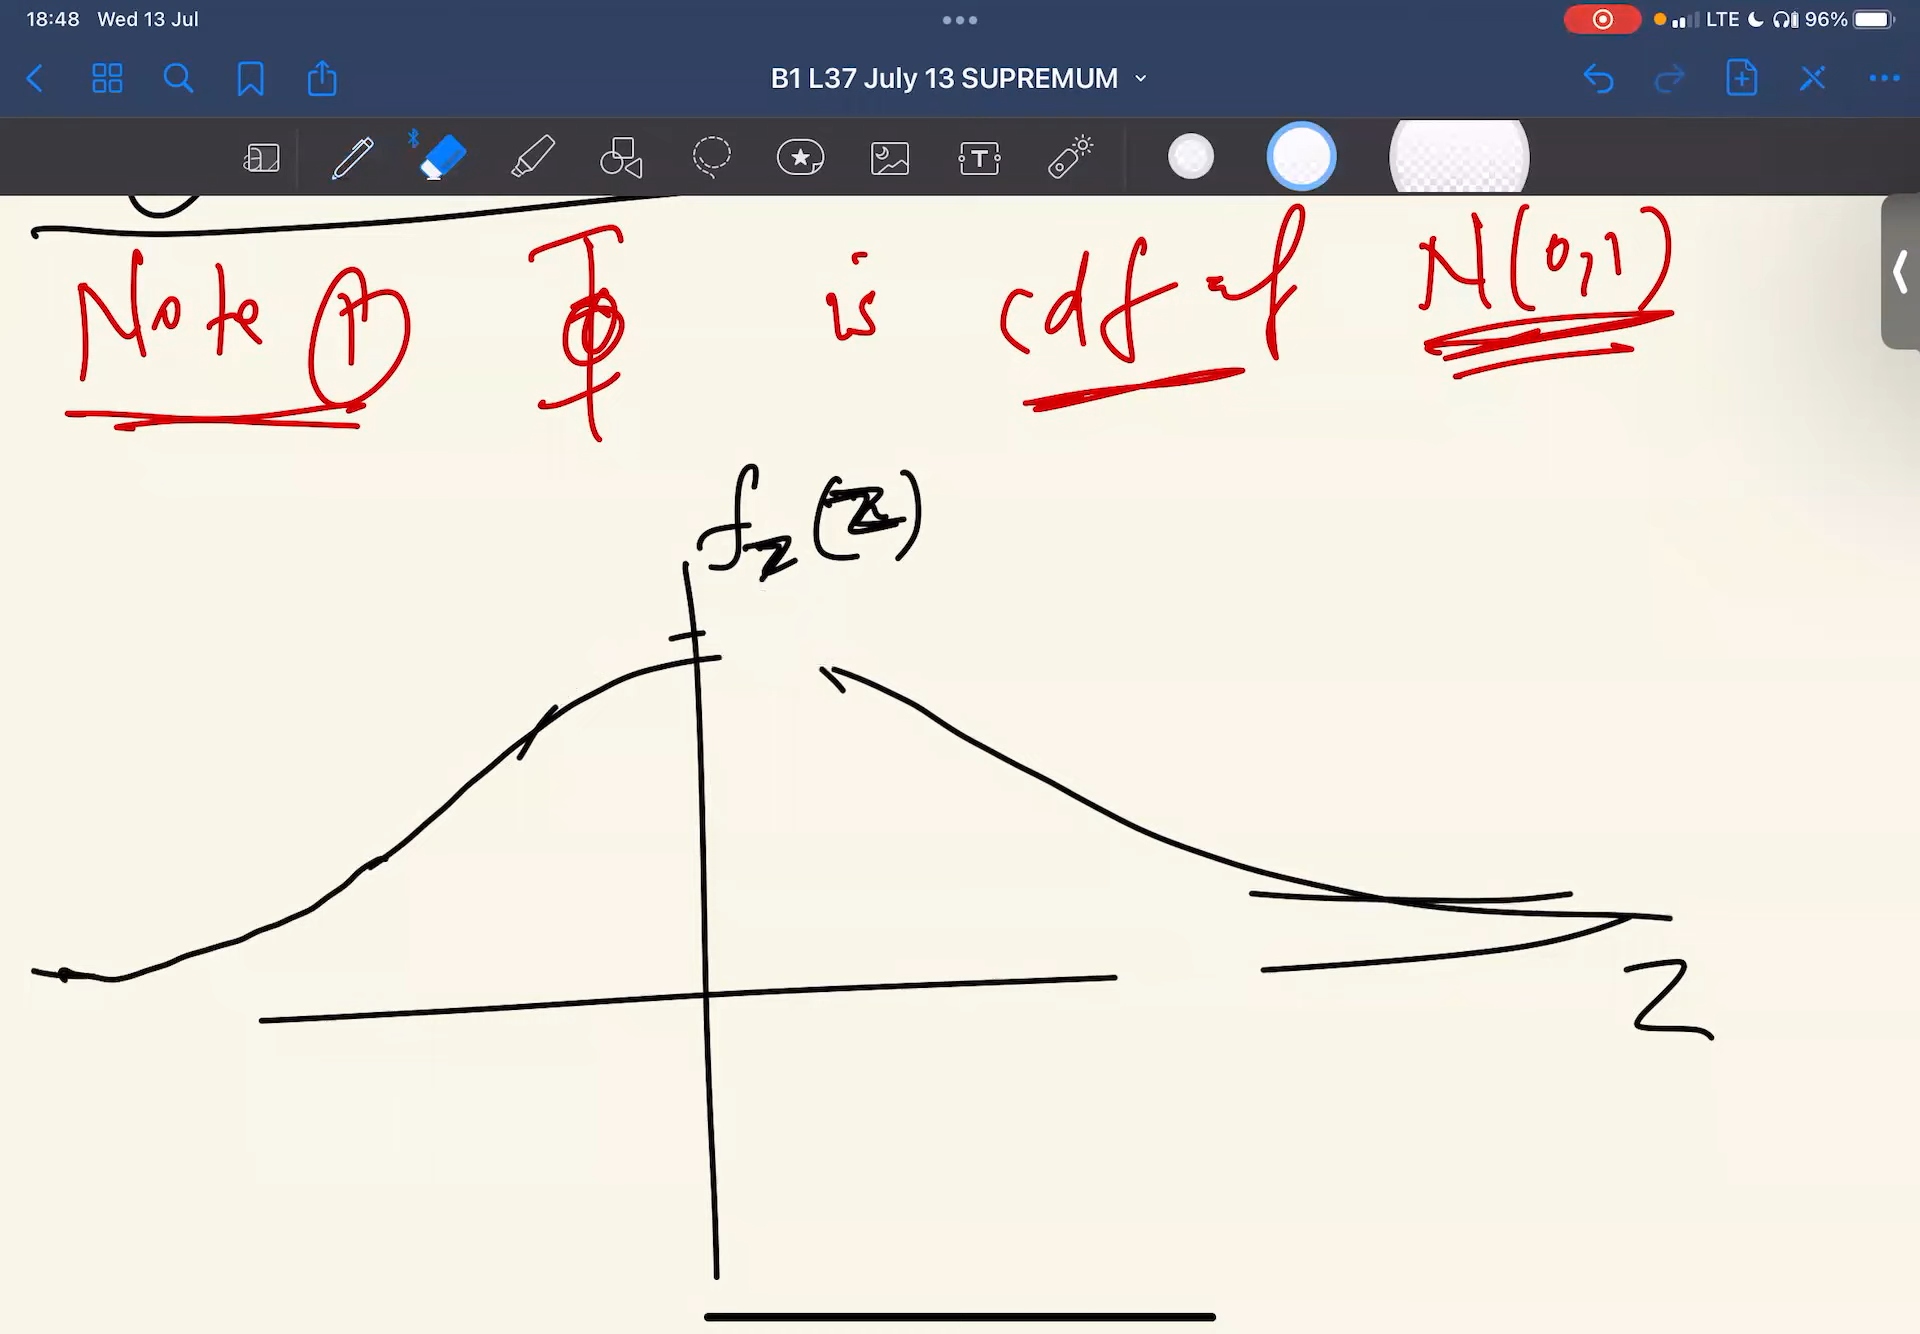 18:48 Wed 13 Jul
LTE 96%
B1 L37 July 13 SUPREMUM
T
Note ① Φ is cdf of N(0,1)
f_Z(z)
Z